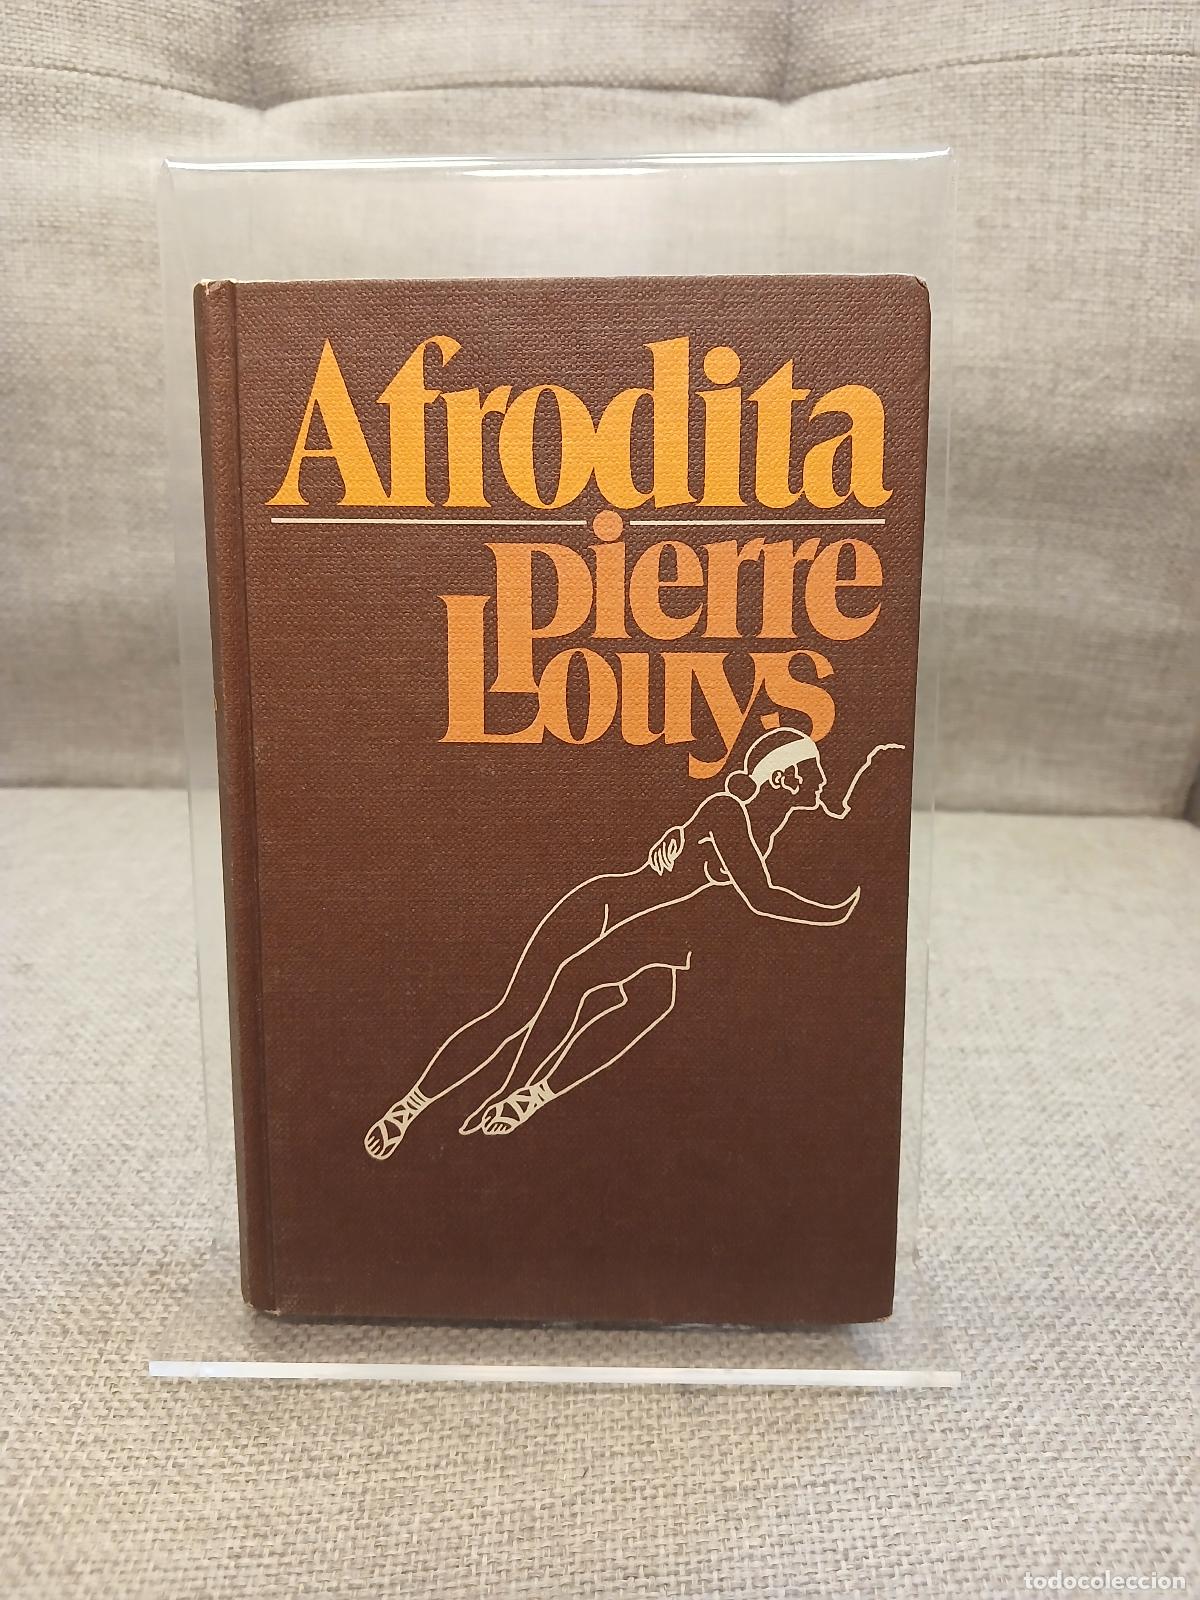 Afrodita
pierre
Louys
todocoleccion